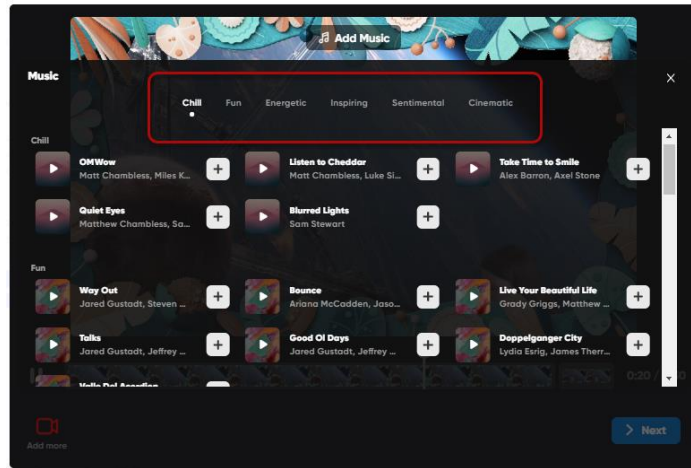 Add Music
Music
Chill Fun Energetic Inspiring Sentimental Cinematic
Chill
OMWow
Matt Chambless, Miles K...
Listen to Cheddar
Matt Chambless, Luke Si...
Take Time to Smile
Alex Barron, Axel Stone
Quiet Eyes
Matthew Chambless, Sa...
Blurred Lights
Sam Stewart
Fun
Way Out
Jared Gustadt, Steven ...
Bounce
Ariana McCadden, Jaso...
Live Your Beautiful Life
Grady Griggs, Matthew ...
Talks
Jared Gustadt, Jeffrey ...
Good Ol Days
Jared Gustadt, Jeffrey ...
Doppelganger City
Lydia Esrig, James Therr...
0:20 /
Add more
Next